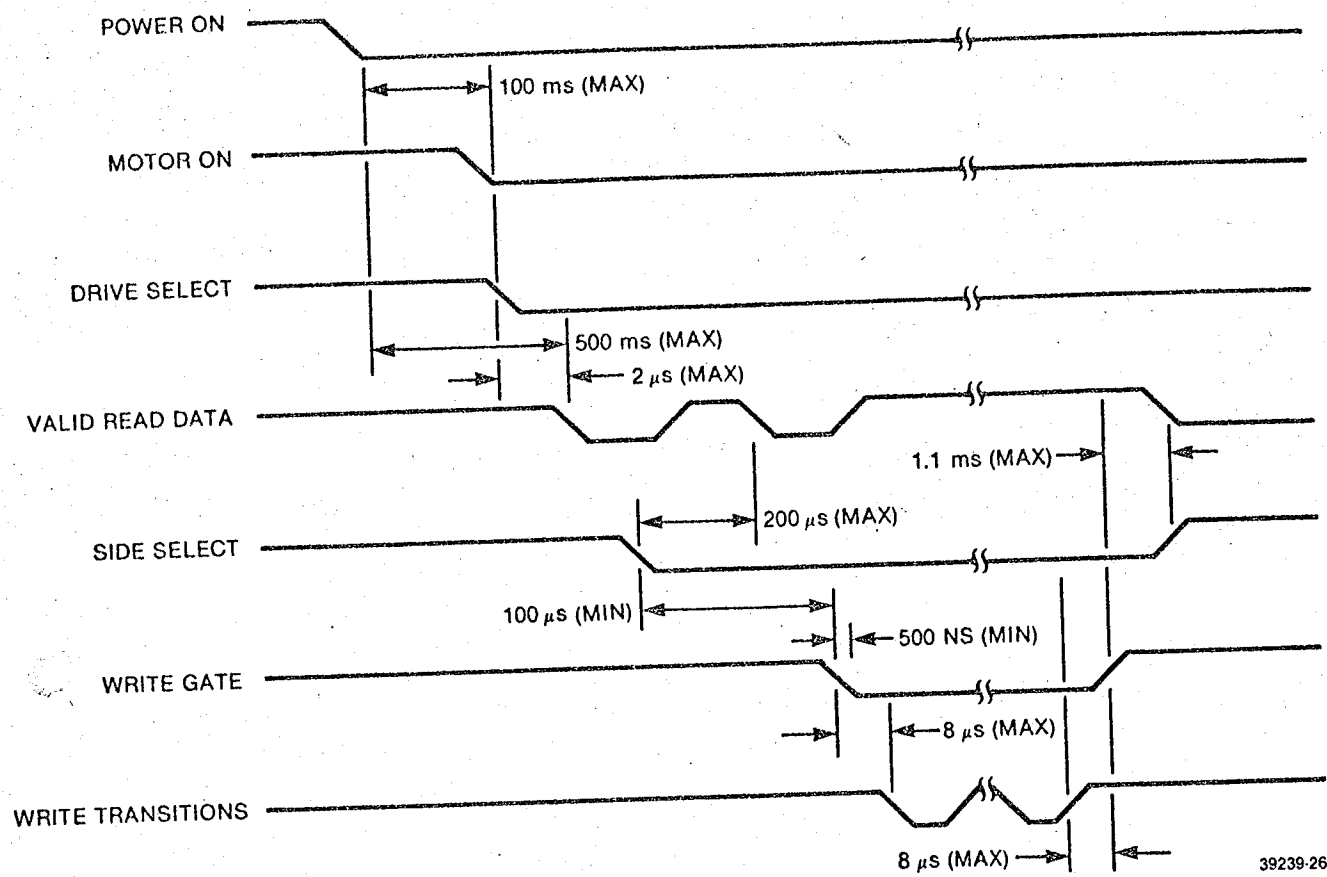 POWER ON
100 ms (MAX)
MOTOR ON
DRIVE SELECT
500 ms (MAX)
2 μs (MAX)
VALID READ DATA
1.1 ms (MAX)
200 μs (MAX)
SIDE SELECT
100 μs (MIN)
500 NS (MIN)
WRITE GATE
8 μs (MAX)
WRITE TRANSITIONS
8 μs (MAX)
39239-26